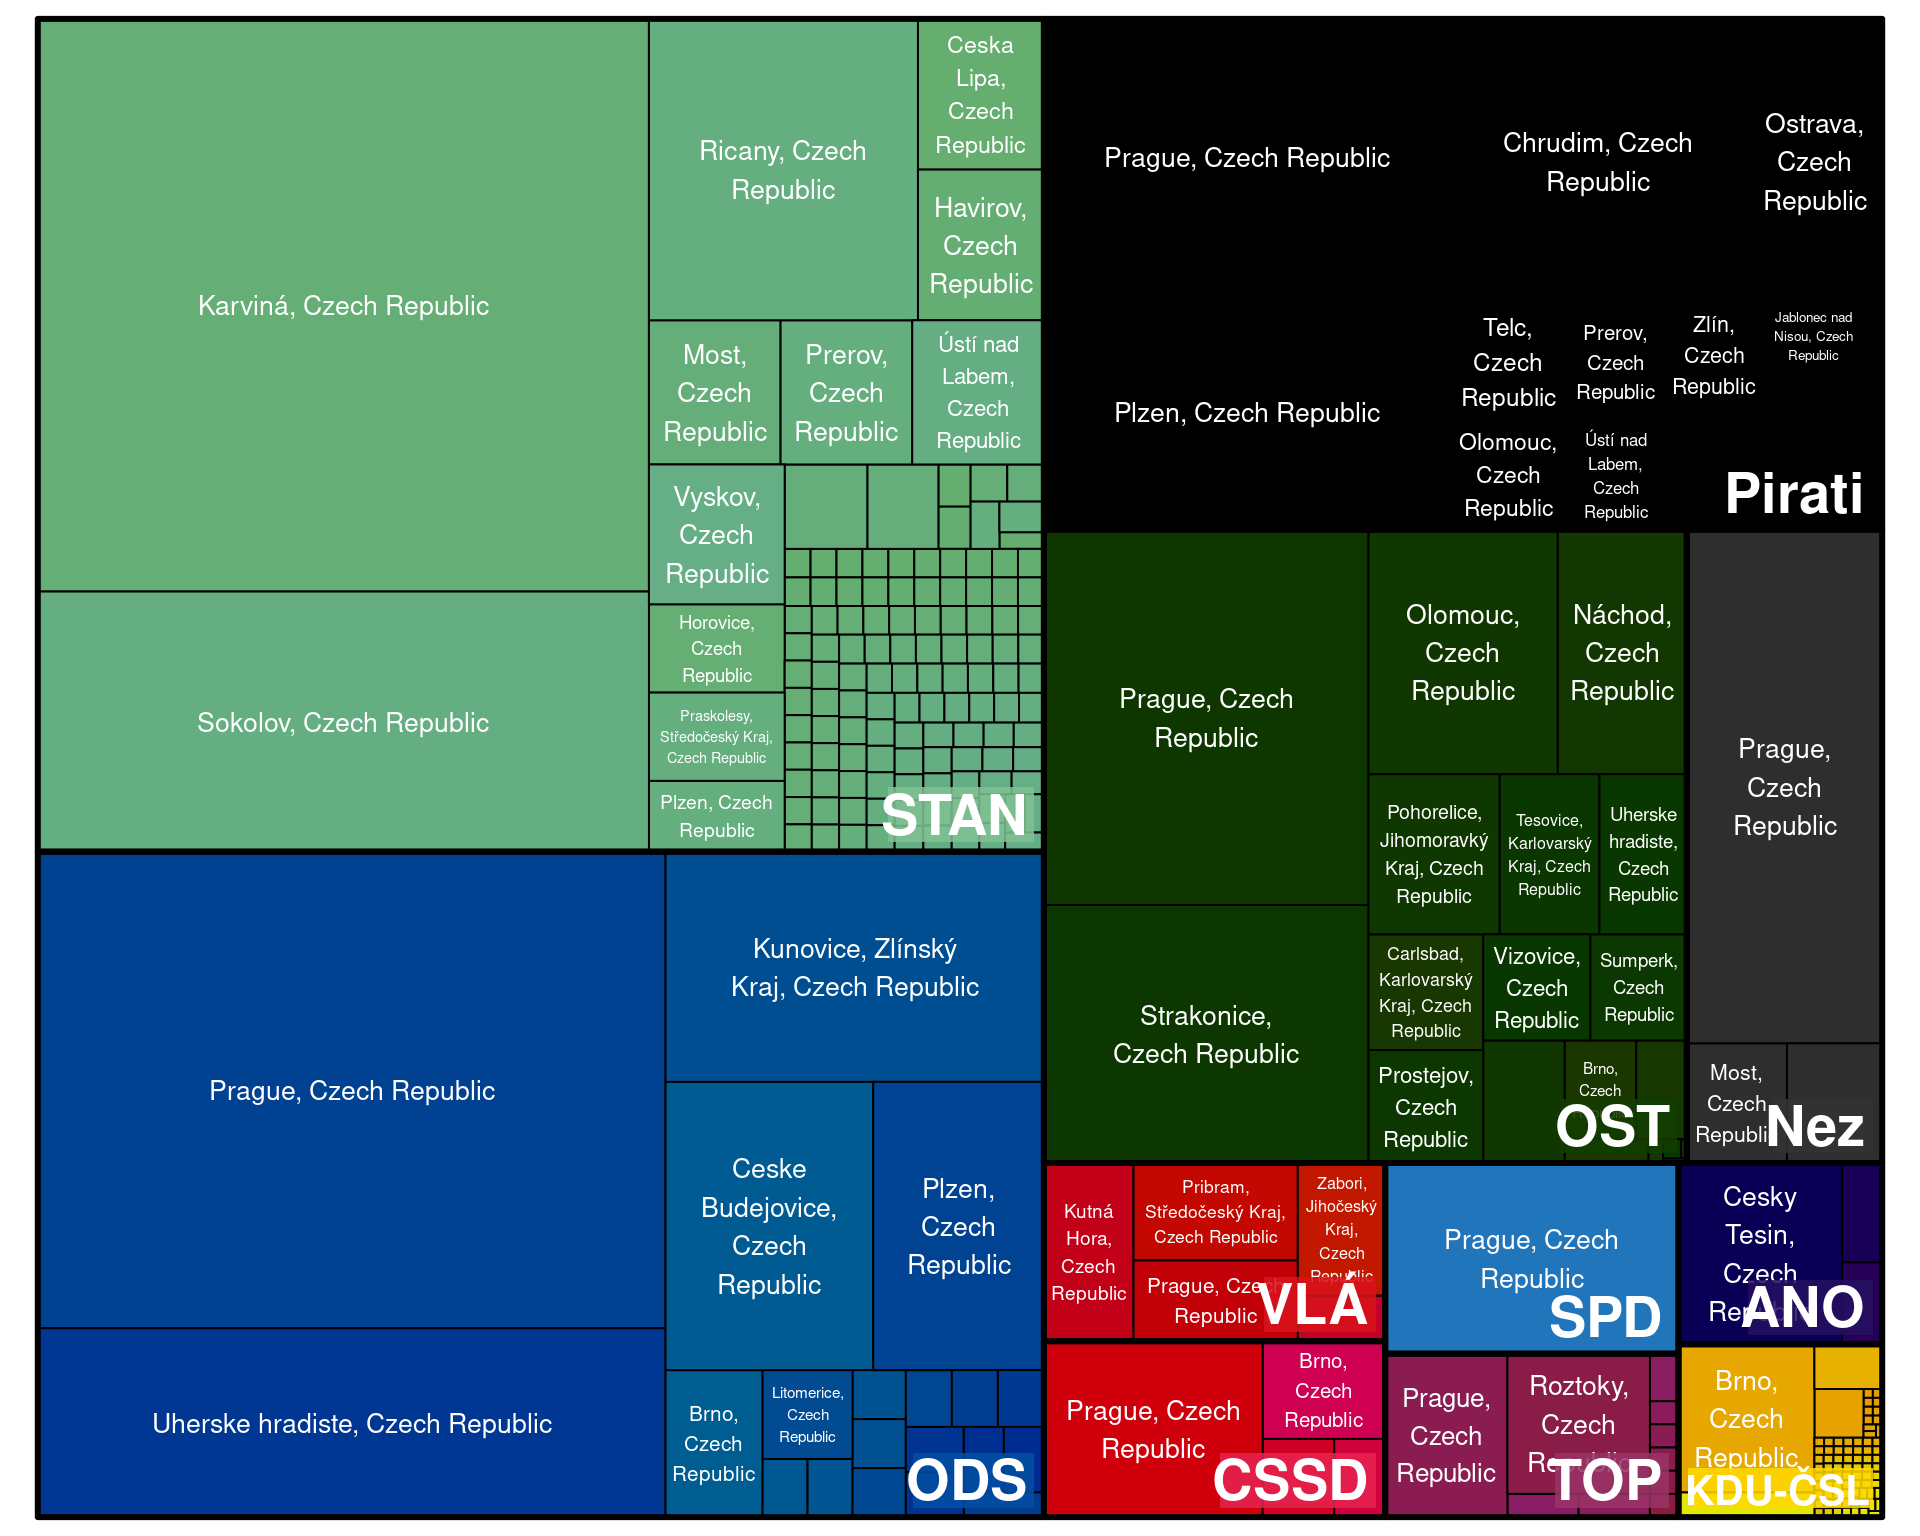 Karviná, Czech Republic
Sokolov, Czech Republic
Ricany, Czech
Republic
Ceska
Lipa,
Czech
Republic
Havirov,
Czech
Republic
Most,
Czech
Republic
Prerov,
Czech
Republic
Ústí nad
Labem,
Czech
Republic
Vyskov,
Czech
Republic
Horovice,
Czech
Republic
Praskolesy,
Středočeský Kraj,
Czech Republic
Plzen, Czech
Republic
STAN
Prague, Czech Republic
Chrudim, Czech
Republic
Ostrava,
Czech
Republic
Plzen, Czech Republic
Telc,
Czech
Republic
Prerov,
Czech
Republic
Zlín,
Czech
Republic
Jablonec nad
Nisou, Czech
Republic
Olomouc,
Czech
Republic
Ústí nad
Labem,
Czech
Republic
Pirati
Prague, Czech Republic
Uherske hradiste, Czech Republic
Kunovice, Zlínský
Kraj, Czech Republic
Ceske
Budejovice,
Czech
Republic
Plzen,
Czech
Republic
Brno,
Czech
Republic
Litomerice,
Czech
Republic
ODS
Prague, Czech
Republic
Strakonice,
Czech Republic
Olomouc,
Czech
Republic
Náchod,
Czech
Republic
Pohorelice,
Jihomoravký
Kraj, Czech
Republic
Tesovice,
Karlovarský
Kraj, Czech
Republic
Uherske
hradiste,
Czech
Republic
Carlsbad,
Karlovarský
Kraj, Czech
Republic
Vizovice,
Czech
Republic
Sumperk,
Czech
Republic
Prostejov,
Czech
Republic
Brno,
Czech
OST
Prague,
Czech
Republic
Most,
Czech
Republic
Nez
Kutná
Hora,
Czech
Republic
Pribram,
Středočeský Kraj,
Czech Republic
Zabori,
Jihočeský
Kraj,
Czech
Republic
Prague, Czech
Republic
VLÁ
Prague, Czech
Republic
SPD
Cesky
Tesin,
Czech
Republic
ANO
Prague, Czech
Republic
Brno,
Czech
Republic
CSSD
Prague,
Czech
Republic
Roztoky,
Czech
Republic
TOP
Brno,
Czech
Republic
KDU-ČSL